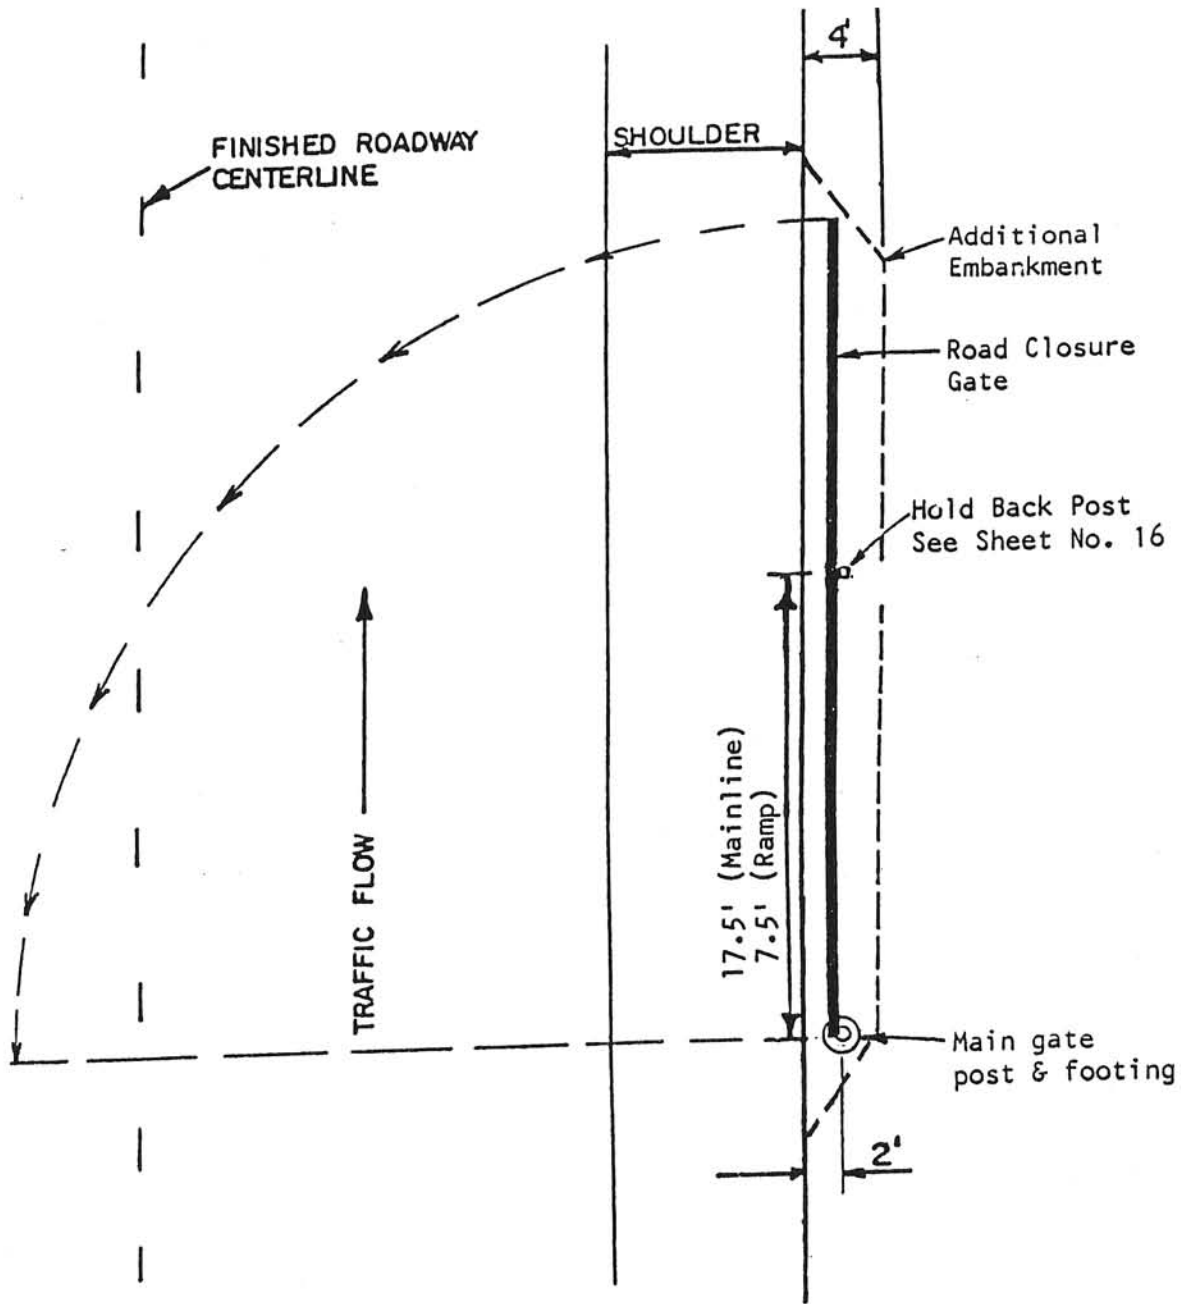 4'
FINISHED ROADWAY
CENTERLINE
SHOULDER
Additional
Embankment
Road Closure
Gate
Hold Back Post
See Sheet No. 16
17.5' (Mainline)
7.5' (Ramp)
TRAFFIC FLOW
Main gate
post & footing
2'